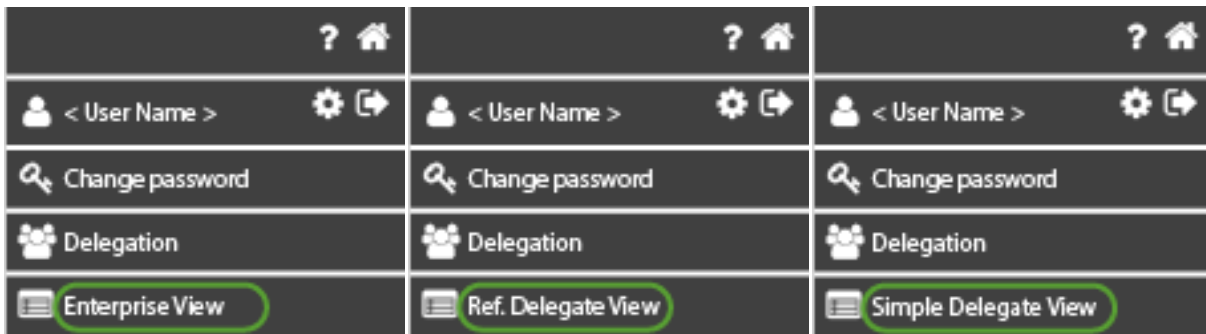 ?
< User Name >
Change password
Delegation
Enterprise View
?
< User Name >
Change password
Delegation
Ref. Delegate View
?
< User Name >
Change password
Delegation
Simple Delegate View